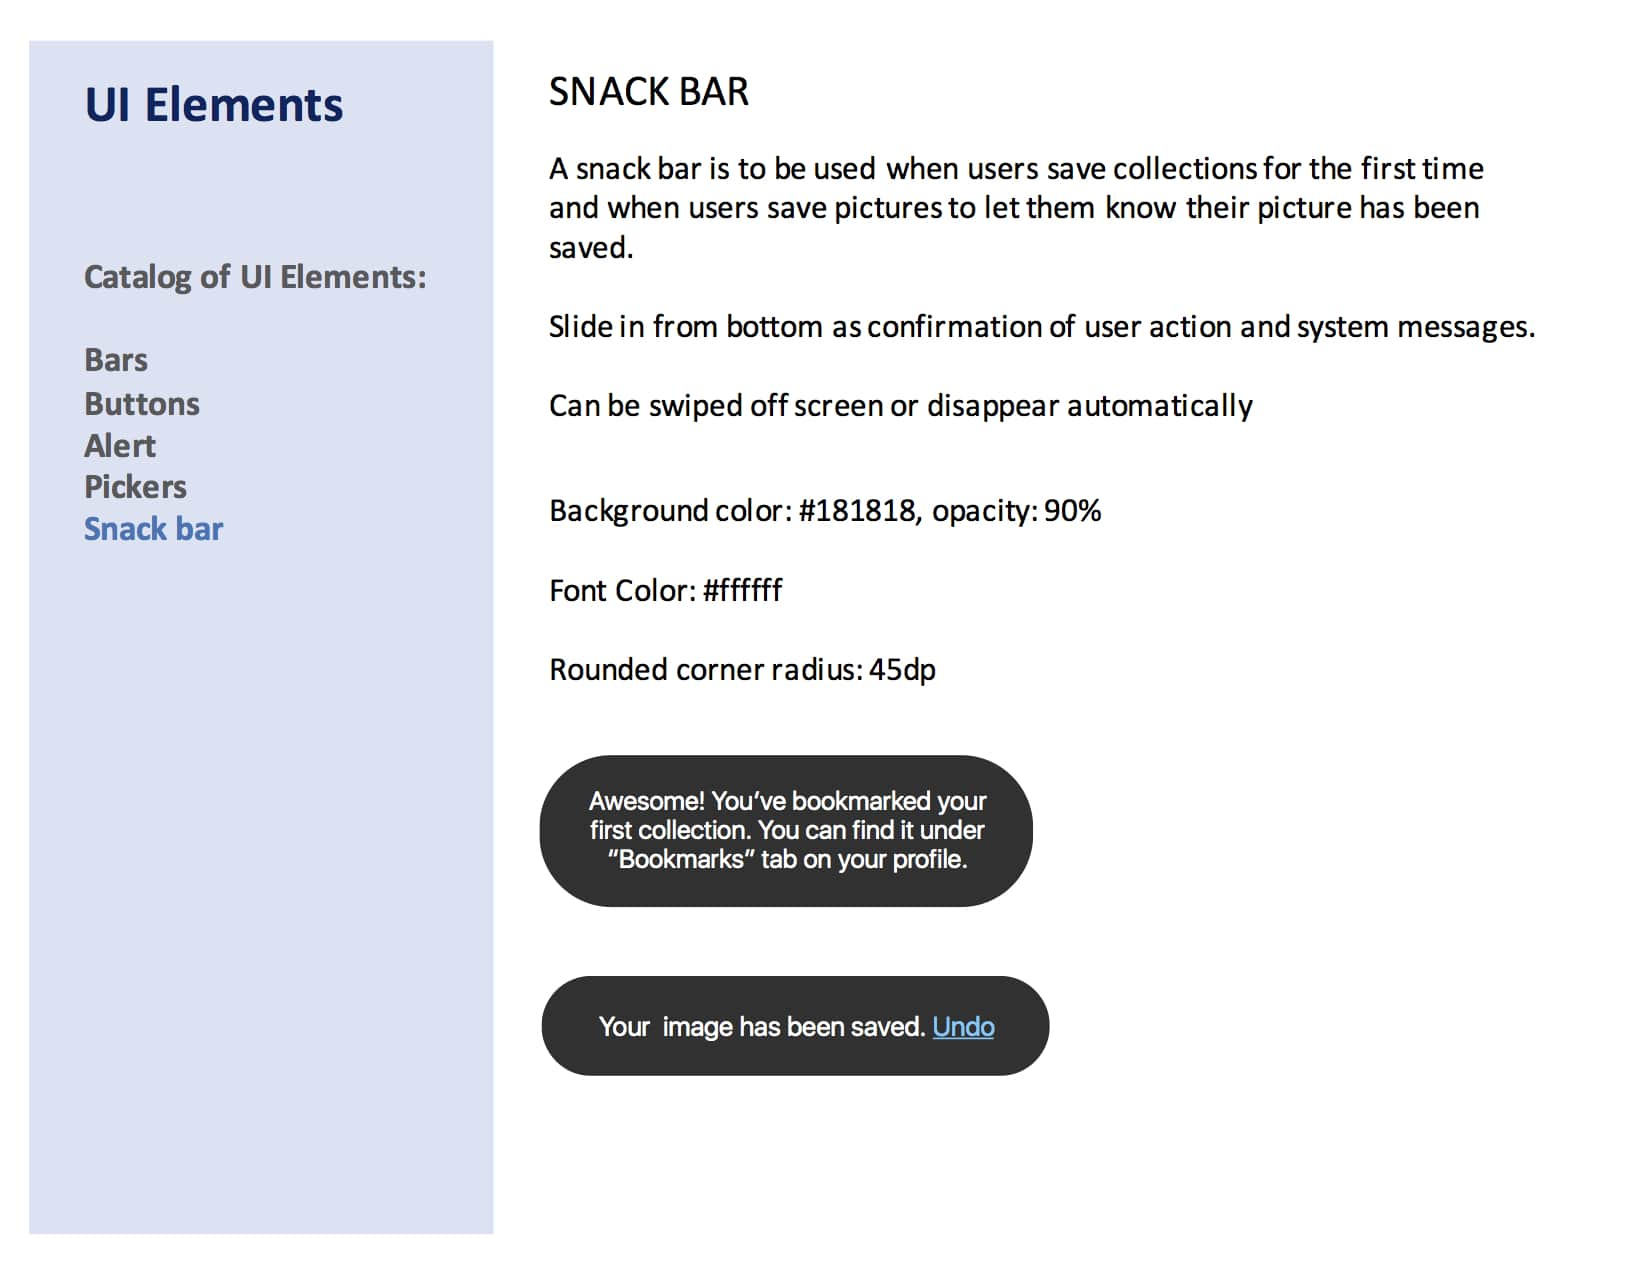 UI Elements
Catalog of UI Elements:
Bars
Buttons
Alert
Pickers
Snack bar
SNACK BAR
A snack bar is to be used when users save collections for the first time
and when users save pictures to let them know their picture has been
saved.
Slide in from bottom as confirmation of user action and system messages.
Can be swiped off screen or disappear automatically
Background color: #181818, opacity: 90%
Font Color: #ffffff
Rounded corner radius: 45dp
Awesome! You’ve bookmarked your
first collection. You can find it under
“Bookmarks” tab on your profile.
Your  image has been saved. Undo